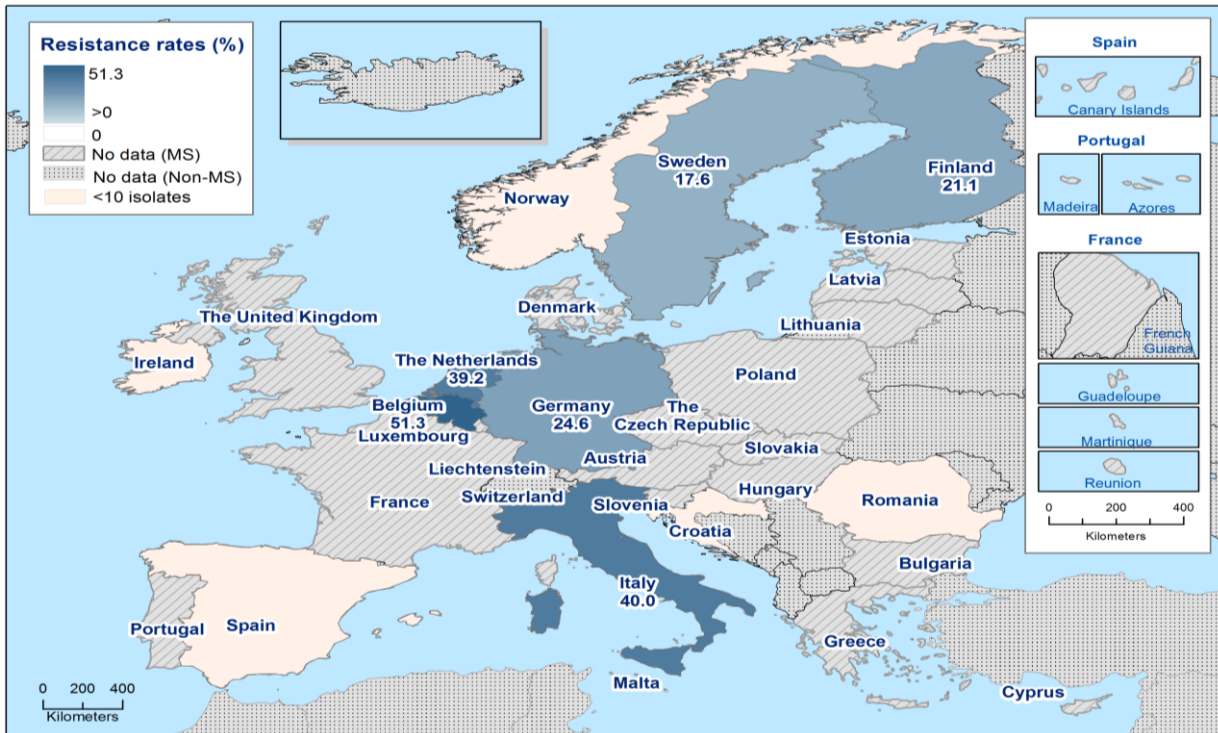 Resistance rates (%)
51.3
>0
0
No data (MS)
No data (Non-MS)
<10 isolates
Spain
Canary Islands
Portugal
Madeira
Azores
France
French
Guiana
Guadeloupe
Martinique
Reunion
0 200 400
Kilometers
Sweden
17.6
Finland
21.1
Norway
Estonia
Latvia
Denmark
Lithuania
The United Kingdom
Ireland
The Netherlands
39.2
Poland
Belgium
51.3
Germany
24.6
The
Czech Republic
Luxembourg
Slovakia
Austria
Liechtenstein
Hungary
France
Switzerland
Slovenia
Romania
Croatia
Bulgaria
Italy
40.0
Portugal
Spain
Greece
Malta
Cyprus
0 200 400
Kilometers